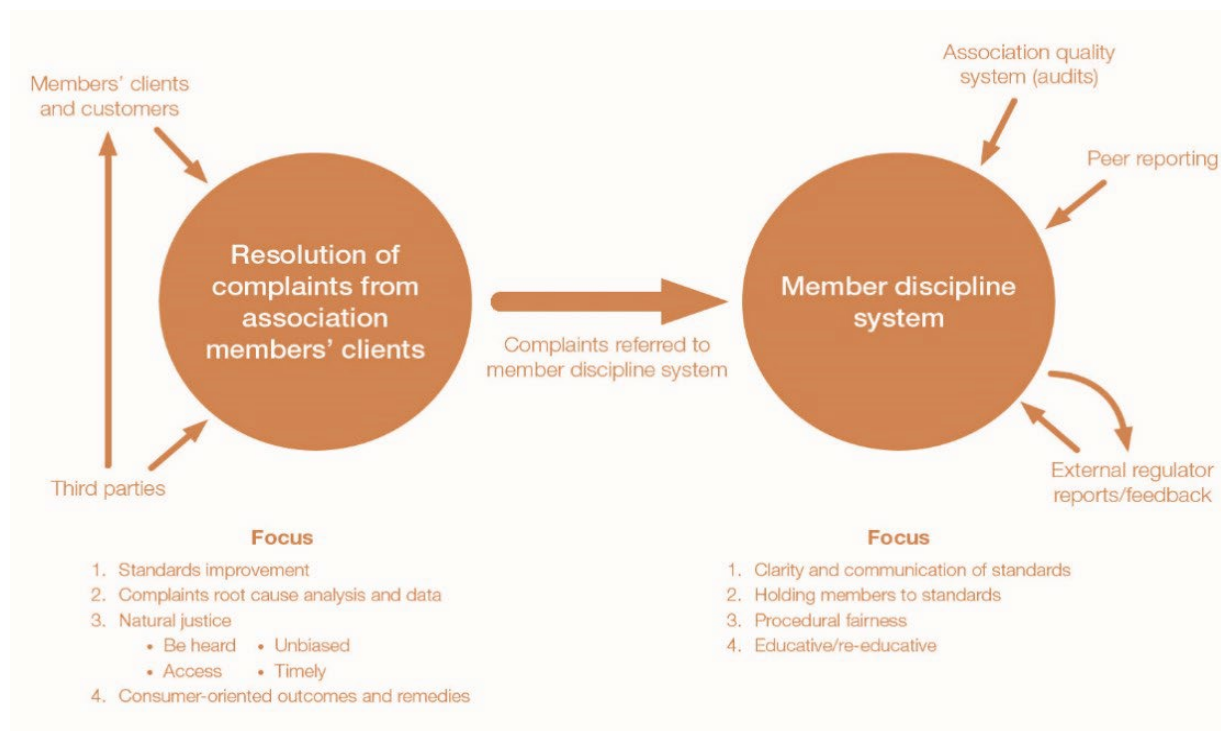 Members’ clients
and customers
Resolution of
complaints from
association
members’ clients
Third parties
Complaints referred to
member discipline system
Association quality
system (audits)
Peer reporting
Member discipline
system
External regulator
reports/feedback
Focus
1. Standards improvement
2. Complaints root cause analysis and data
3. Natural justice
• Be heard • Unbiased
• Access • Timely
4. Consumer-oriented outcomes and remedies
Focus
1. Clarity and communication of standards
2. Holding members to standards
3. Procedural fairness
4. Educative/re-educative